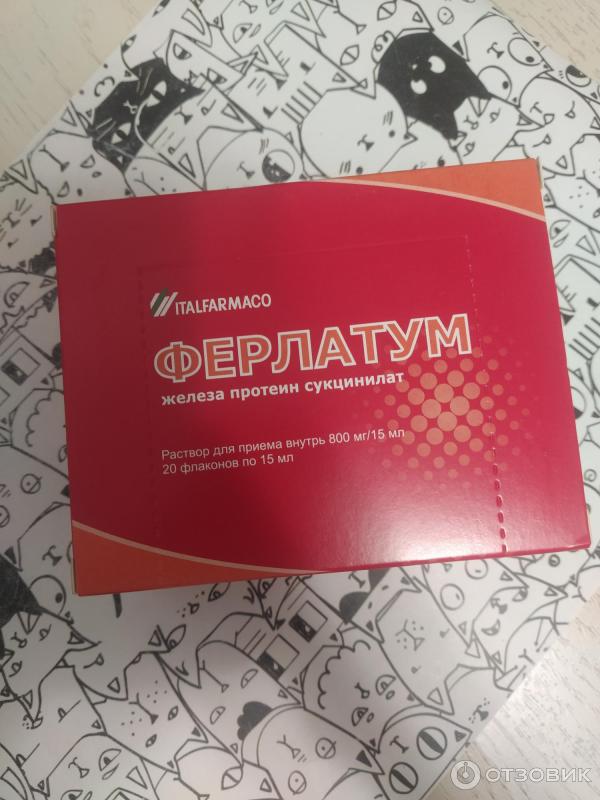 ITALFARMACO
ФЕРЛАТУМ
железа протеин сукцинилат
Раствор для приема внутрь 800 мг/15 мл
20 флаконов по 15 мл
ОТЗОВИК